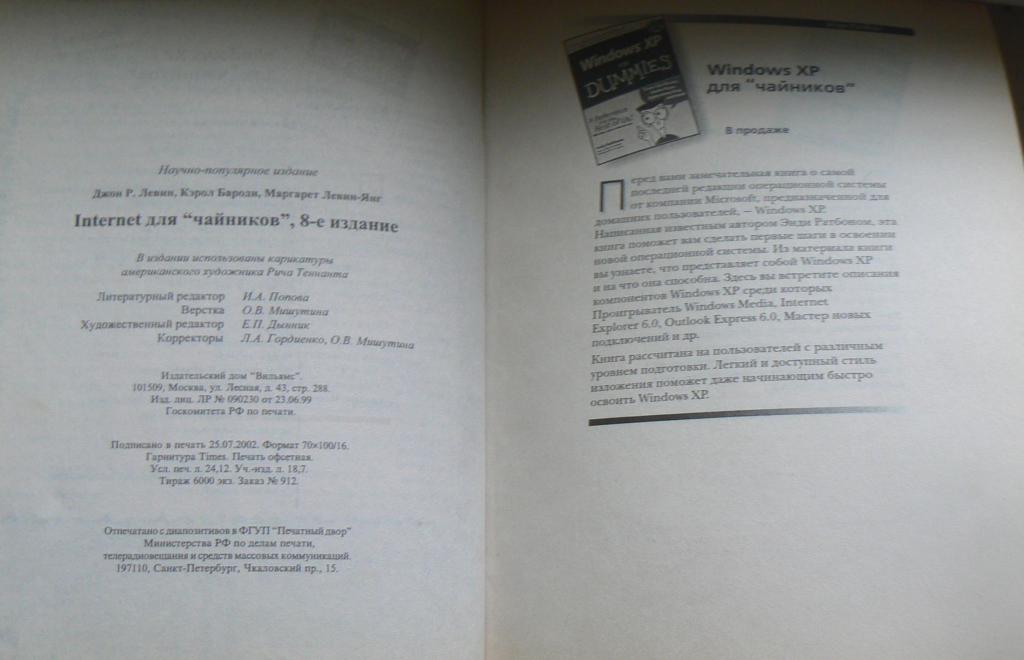 Научно-популярное издание
Джон Р. Левин, Кэрол Бароди, Маргарет Левин-Янг
Internet для “чайников”, 8-е издание
В издании использованы карикатуры
американского художника Рича Теннанта
Литературный редактор И.А. Попова
Верстка О.В. Мишутина
Художественный редактор Е.П. Дынник
Корректоры Л.А. Гордиенко, О.В. Мишутина
Издательский дом “Вильямс”.
101509, Москва, ул. Лесная, д. 43, стр. 288.
Изд. лиц. ЛР № 090230 от 23.06.99
Госкомитета РФ по печати.
Подписано в печать 25.07.2002. Формат 70×100/16.
Гарнитура Times. Печать офсетная.
Усл. печ. л. 24,12. Уч.-изд. л. 18,7.
Тираж 6000 экз. Заказ № 912.
Отпечатано с диапозитивов в ФГУП “Печатный двор”
Министерства РФ по делам печати,
телерадиовещания и средств массовых коммуникаций.
197110, Санкт-Петербург, Чкаловский пр., 15.
Windows XP
DUMMIES
Windows XP
для “чайников”
В продаже
Перед вами замечательная книга о самой
последней редакции операционной системы
от компании Microsoft, предназначенной для
домашних пользователей, – Windows XP.
Написанная известным автором Энди Ратбоном, эта
книга поможет вам сделать первые шаги в освоении
новой операционной системы. Из материала книги
вы узнаете, что представляет собой Windows XP
и на что она способна. Здесь вы встретите описания
компонентов Windows XP среди которых
Проигрыватель Windows Media, Internet
Explorer 6.0, Outlook Express 6.0, Мастер новых
подключений и др.
Книга рассчитана на пользователей с различным
уровнем подготовки. Легкий и доступный стиль
изложения поможет даже начинающим быстро
освоить Windows XP.